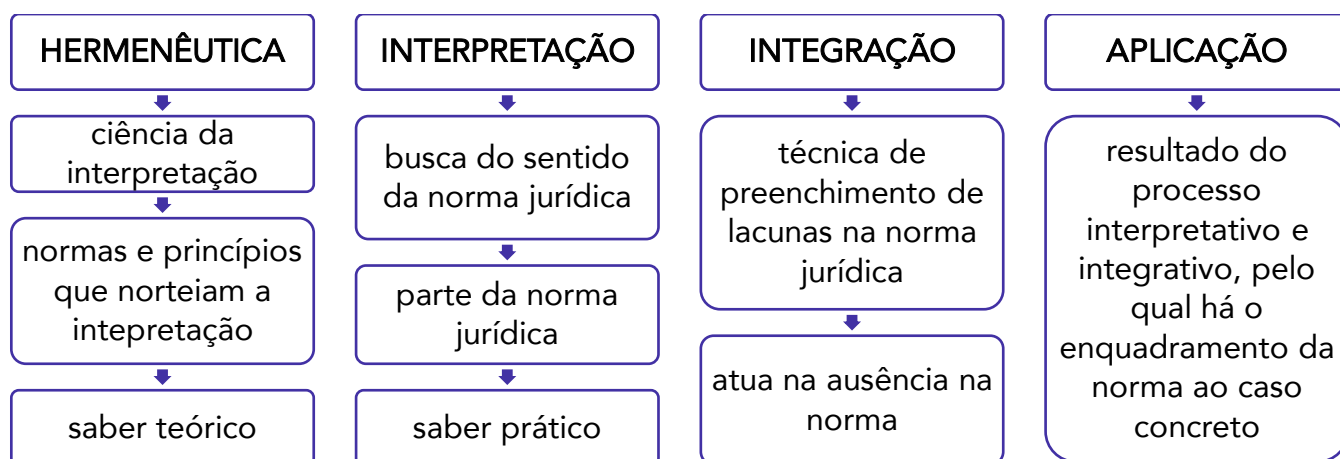 HERMENÊUTICA
ciência da
interpretação
normas e princípios
que norteiam a
intepretação
saber teórico
INTERPRETAÇÃO
busca do sentido
da norma jurídica
parte da norma
jurídica
saber prático
INTEGRAÇÃO
técnica de
preenchimento de
lacunas na norma
jurídica
atua na ausência na
norma
APLICAÇÃO
resultado do
processo
interpretativo e
integrativo, pelo
qual há o
enquadramento da
norma ao caso
concreto